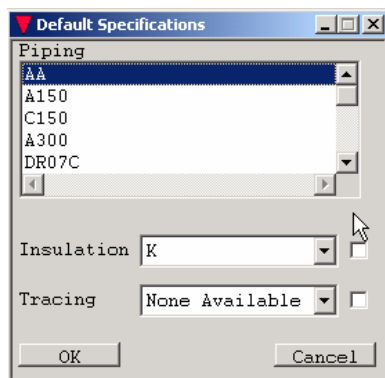 Default Specifications
Piping
AA
A150
C150
A300
DR07C
Insulation K
Tracing None Available
OK Cancel